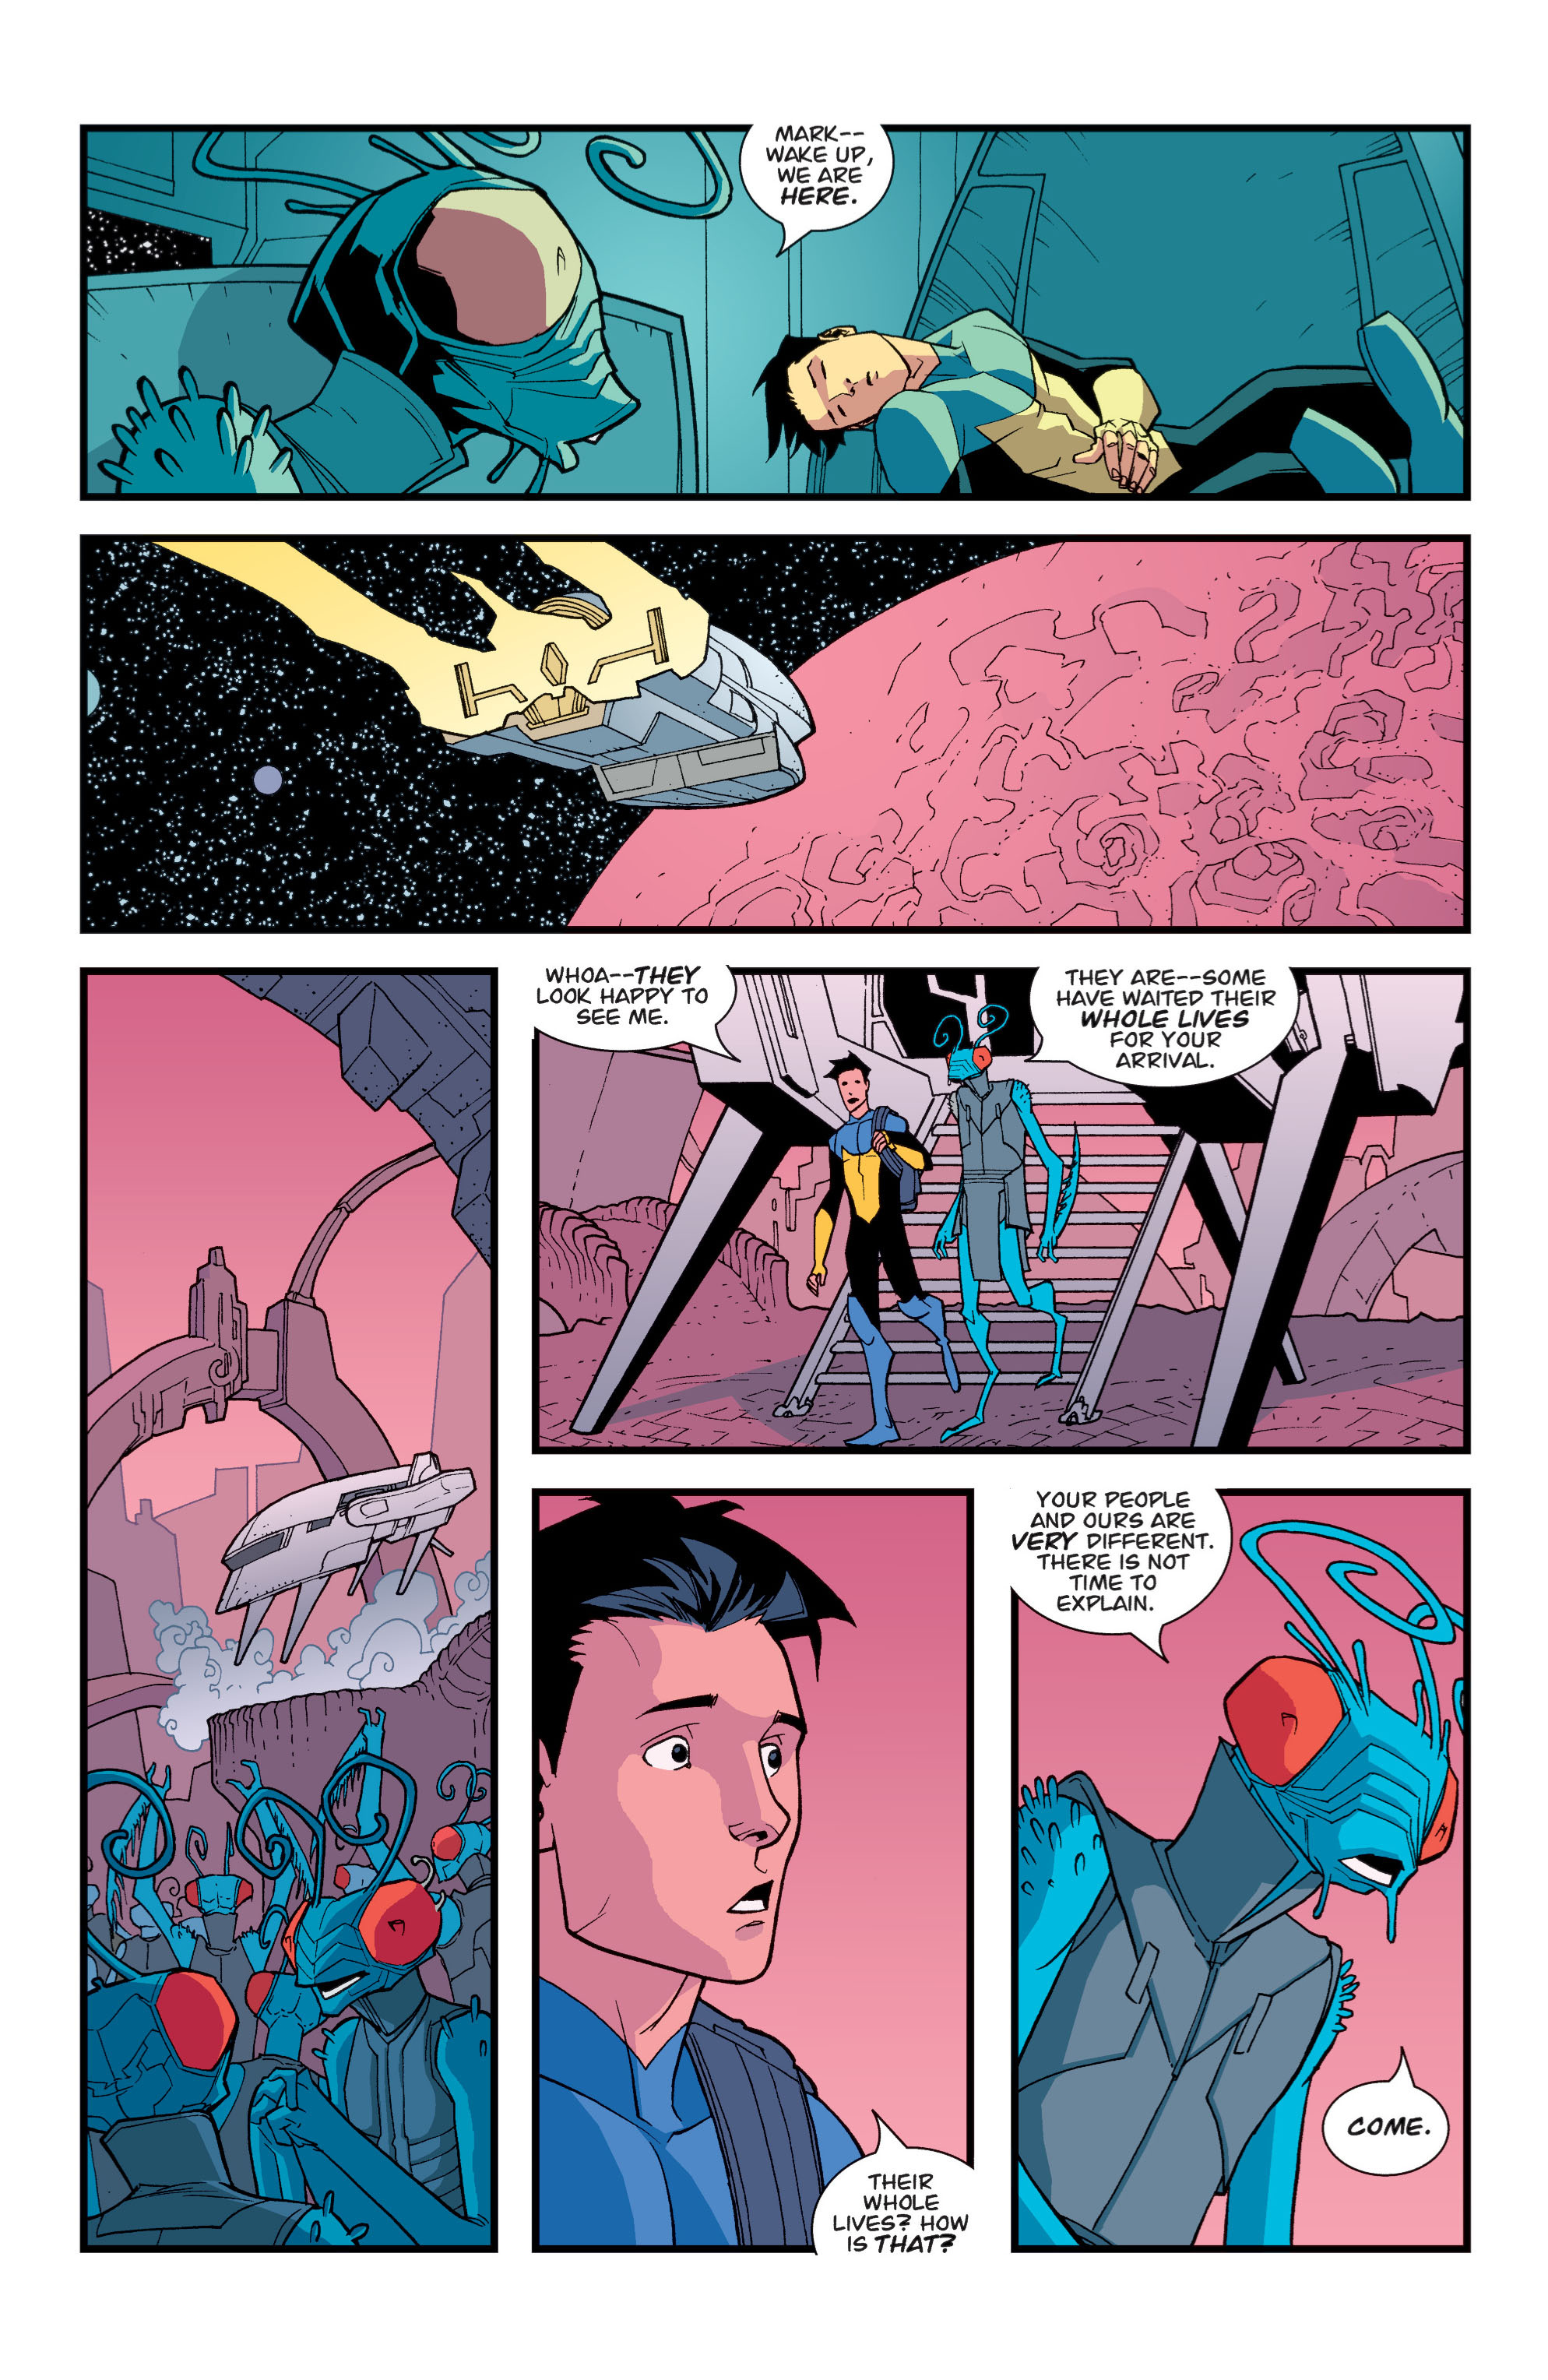 MARK--
WAKE UP,
WE ARE
HERE.
WHOA--THEY
LOOK HAPPY TO
SEE ME.
THEY ARE--SOME
HAVE WAITED THEIR
WHOLE LIVES
FOR YOUR
ARRIVAL.
THEIR
WHOLE
LIVES? HOW
IS THAT?
YOUR PEOPLE
AND OURS ARE
VERY DIFFERENT.
THERE IS NOT
TIME TO
EXPLAIN.
COME.